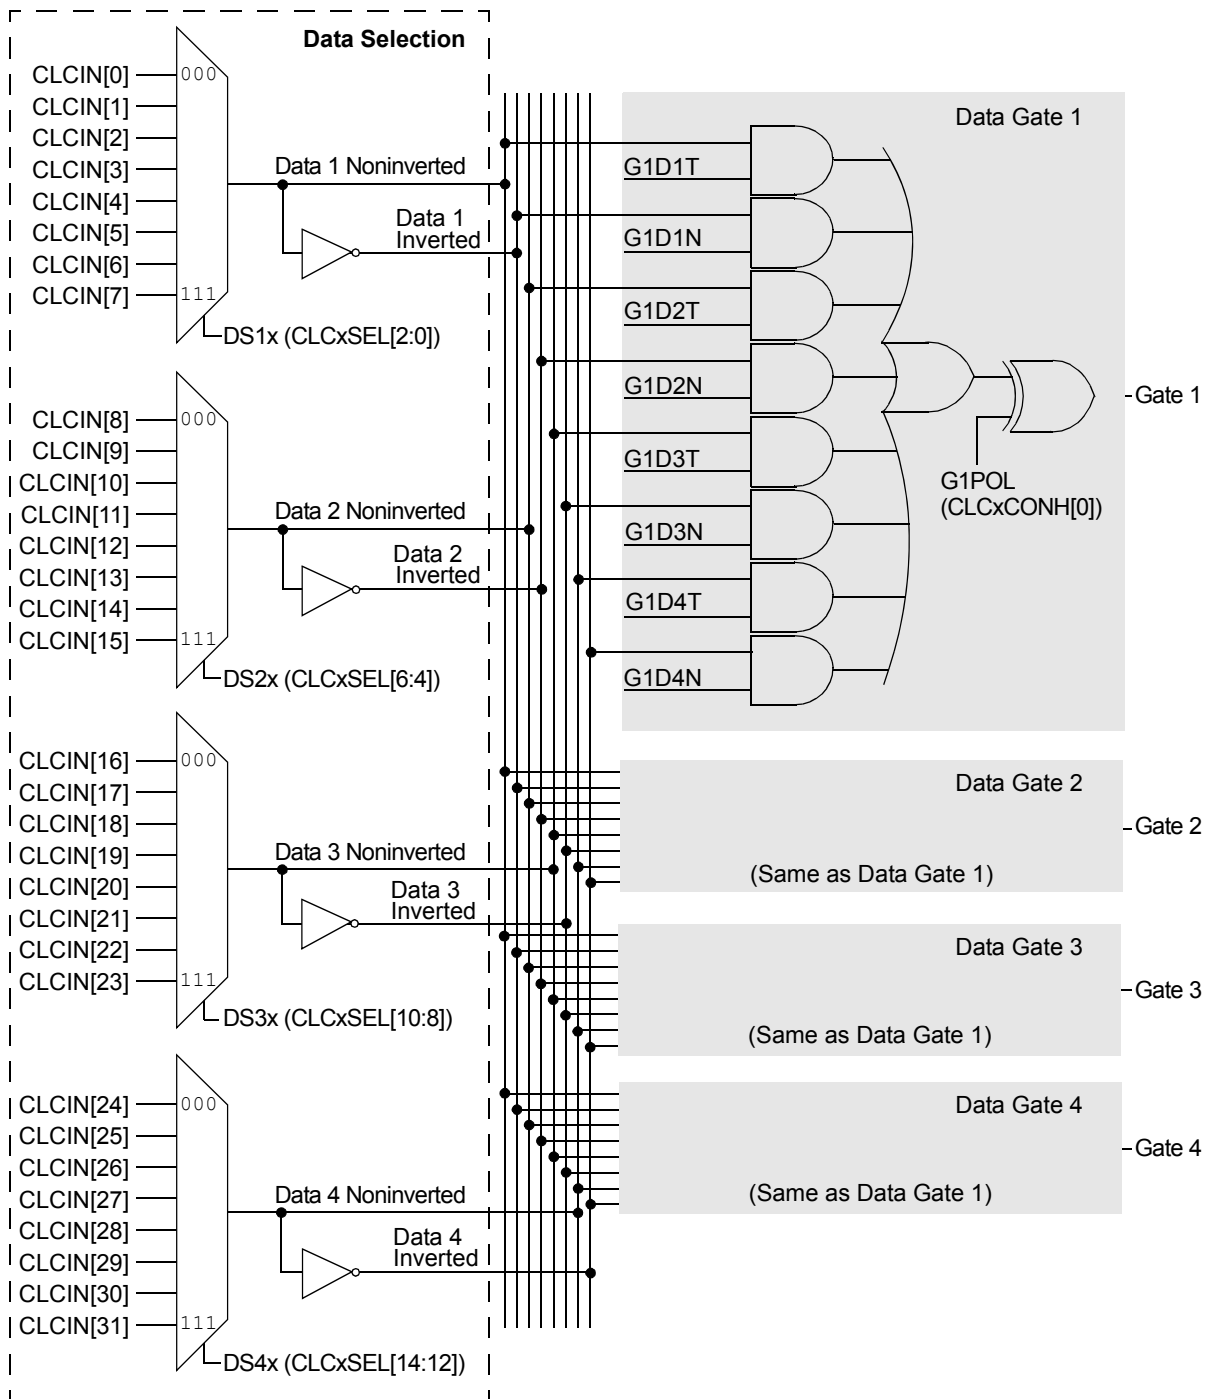 Data Selection
CLCIN[0]
CLCIN[1]
CLCIN[2]
CLCIN[3]
CLCIN[4]
CLCIN[5]
CLCIN[6]
CLCIN[7]
000
111
Data 1 Noninverted
Data 1
Inverted
DS1x (CLCxSEL[2:0])
CLCIN[8]
CLCIN[9]
CLCIN[10]
CLCIN[11]
CLCIN[12]
CLCIN[13]
CLCIN[14]
CLCIN[15]
000
111
Data 2 Noninverted
Data 2
Inverted
DS2x (CLCxSEL[6:4])
CLCIN[16]
CLCIN[17]
CLCIN[18]
CLCIN[19]
CLCIN[20]
CLCIN[21]
CLCIN[22]
CLCIN[23]
000
111
Data 3 Noninverted
Data 3
Inverted
DS3x (CLCxSEL[10:8])
CLCIN[24]
CLCIN[25]
CLCIN[26]
CLCIN[27]
CLCIN[28]
CLCIN[29]
CLCIN[30]
CLCIN[31]
000
111
Data 4 Noninverted
Data 4
Inverted
DS4x (CLCxSEL[14:12])
Data Gate 1
G1D1T
G1D1N
G1D2T
G1D2N
G1D3T
G1D3N
G1D4T
G1D4N
G1POL
(CLCxCONH[0])
Gate 1
Data Gate 2
(Same as Data Gate 1)
Gate 2
Data Gate 3
(Same as Data Gate 1)
Gate 3
Data Gate 4
(Same as Data Gate 1)
Gate 4